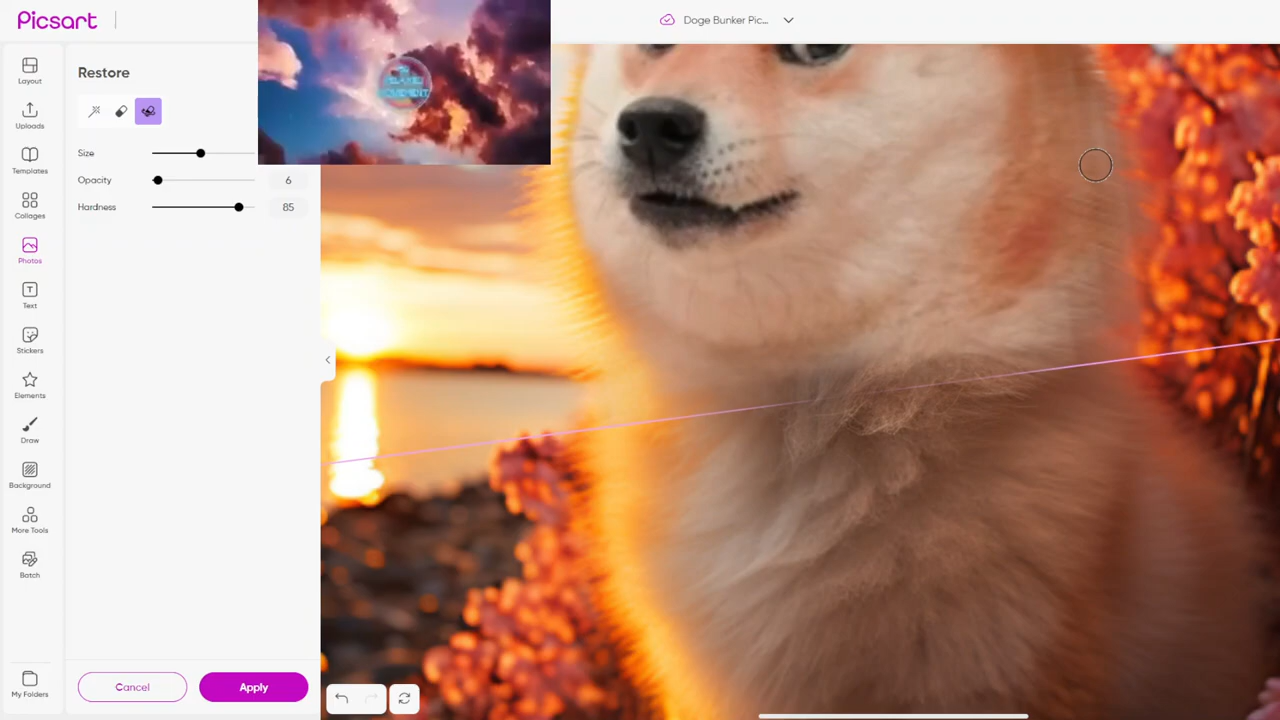 Picsart
Doge Bunker Pic...
Layout
Uploads
Templates
Collages
Photos
Text
Stickers
Elements
Draw
Background
More Tools
Batch
My Folders
Restore
Size
Opacity 6
Hardness 85
Cancel
Apply